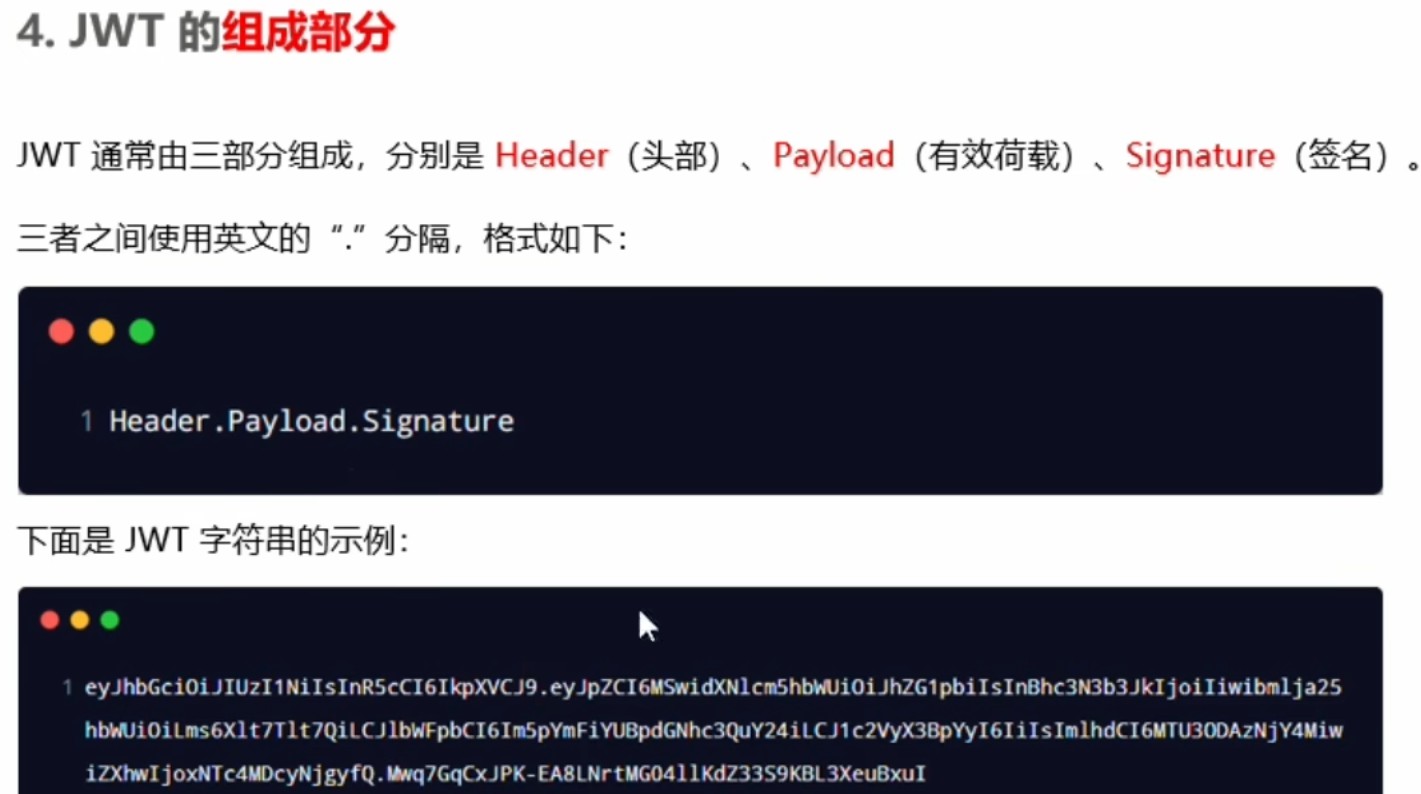 4. JWT 的组成部分
JWT 通常由三部分组成，分别是 Header（头部）、Payload（有效荷载）、Signature（签名）。
三者之间使用英文的“.”分隔，格式如下：
1 Header.Payload.Signature
下面是 JWT 字符串的示例：
1 eyJhbGciOiJIUzI1NiIsInR5cCI6IkpXVCJ9.eyJpZCI6MSwidXNlcm5hbWUiOiJhZG1pbiIsInBhc3N3b3JkIjoiIiwibmlja25
hbWUiOiLms6Xlt7Tlt7QiLCJlbWFpbCI6Im5pYmFiYUBpdGNhc3QuY24iLCJ1c2VyX3BpYyI6IiIsImlhdCI6MTU3ODAzNjY4Miw
iZXhwIjoxNTc4MDcyNjgyfQ.Mwq7GqCxJPK-EA8LNrtMG04llKdZ33S9KBL3XeuBxuI